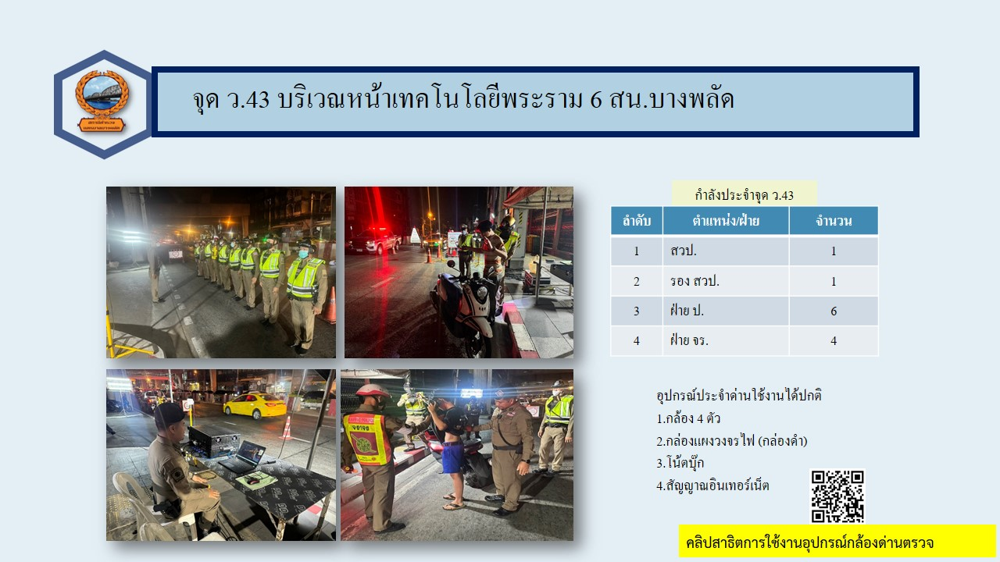 จุด ว.43 บริเวณหน้าเทคโนโลยีพระราม 6 สน.บางพลัด
กำลังประจำจุด ว.43
ลำดับ ตำแหน่ง/ฝ่าย จำนวน
1 สวป. 1
2 รอง สวป. 1
3 ฝ่าย ป. 6
4 ฝ่าย จร. 4
จราจร
อุปกรณ์ประจำด่านใช้งานได้ปกติ
1.กล้อง 4 ตัว
2.กล่องแผงวงจรไฟ (กล่องดำ)
3.โน้ตบุ๊ก
4.สัญญาณอินเทอร์เน็ต
คลิปสาธิตการใช้งานอุปกรณ์กล้องด่านตรวจ